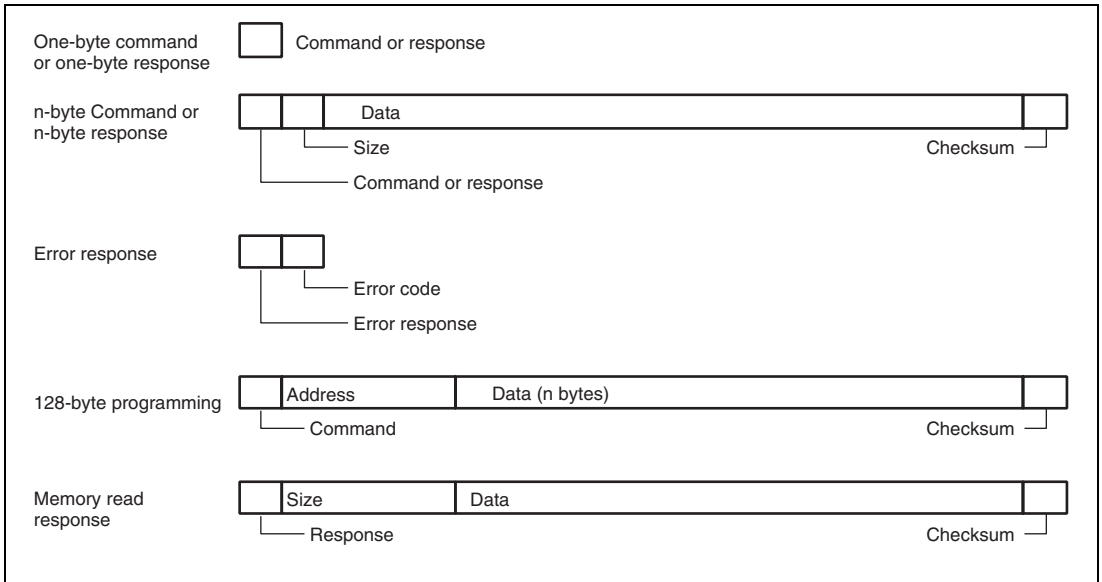 One-byte command
or one-byte response
Command or response
n-byte Command or
n-byte response
Data
Size
Checksum
Command or response
Error response
Error code
Error response
128-byte programming
Address
Data (n bytes)
Command
Checksum
Memory read
response
Size
Data
Response
Checksum